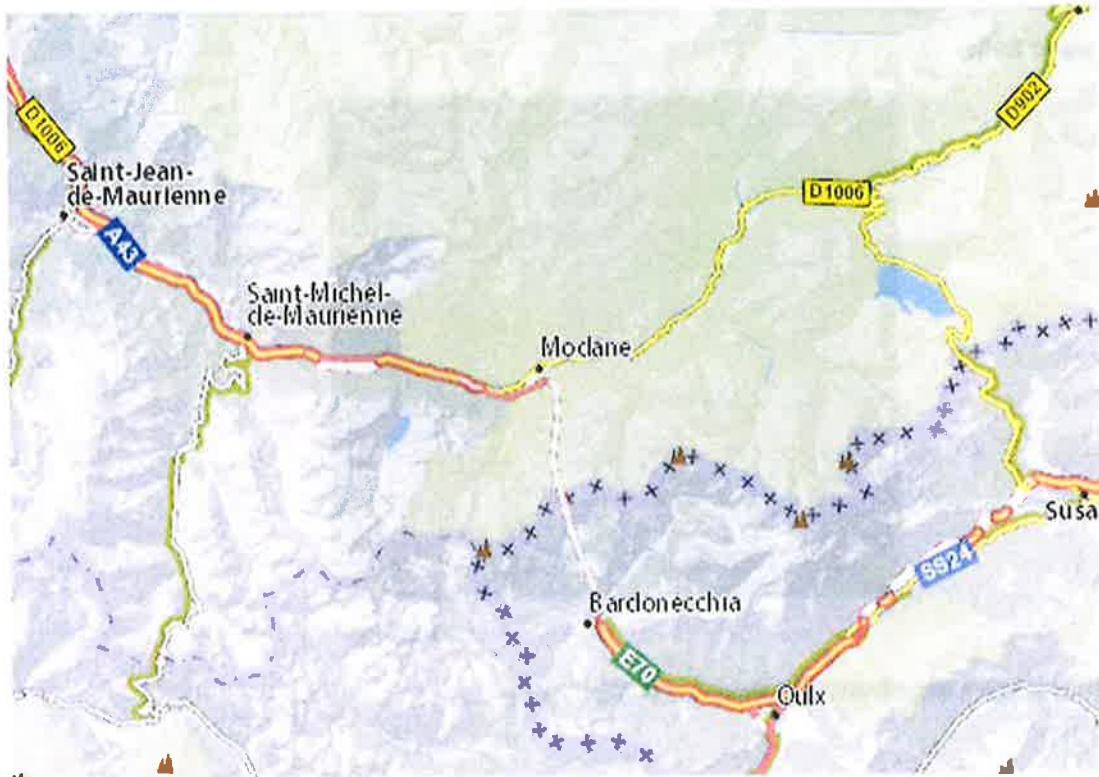 D902
D1006
Saint-Jean-
de-Maurienne
D1006
A43
Saint-Michel-
de-Maurienne
Modane
Susa
SS24
Bardonecchia
E70
Oulx